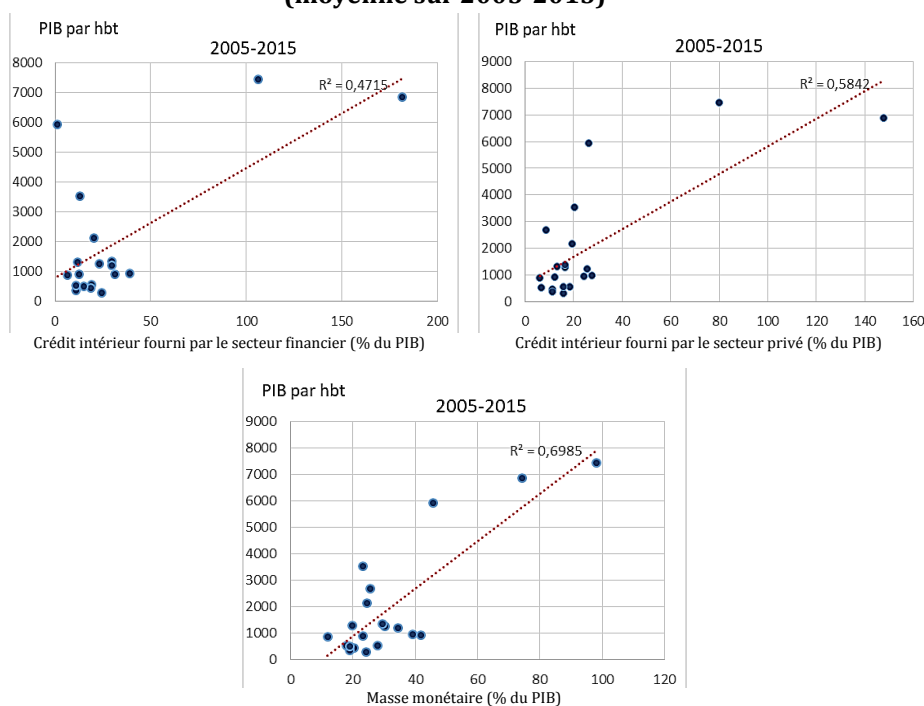 (moyenne sur 2005-2015)
PIB par hbt
2005-2015
8000
7000
6000
5000
4000
3000
2000
1000
0
R² = 0,4715
0 50 100 150 200
Crédit intérieur fourni par le secteur financier (% du PIB)
PIB par hbt
2005-2015
9000
8000
7000
6000
5000
4000
3000
2000
1000
0
R² = 0,5842
0 20 40 60 80 100 120 140 160
Crédit intérieur fourni par le secteur privé (% du PIB)
PIB par hbt
2005-2015
9000
8000
7000
6000
5000
4000
3000
2000
1000
0
R² = 0,6985
0 20 40 60 80 100 120
Masse monétaire (% du PIB)